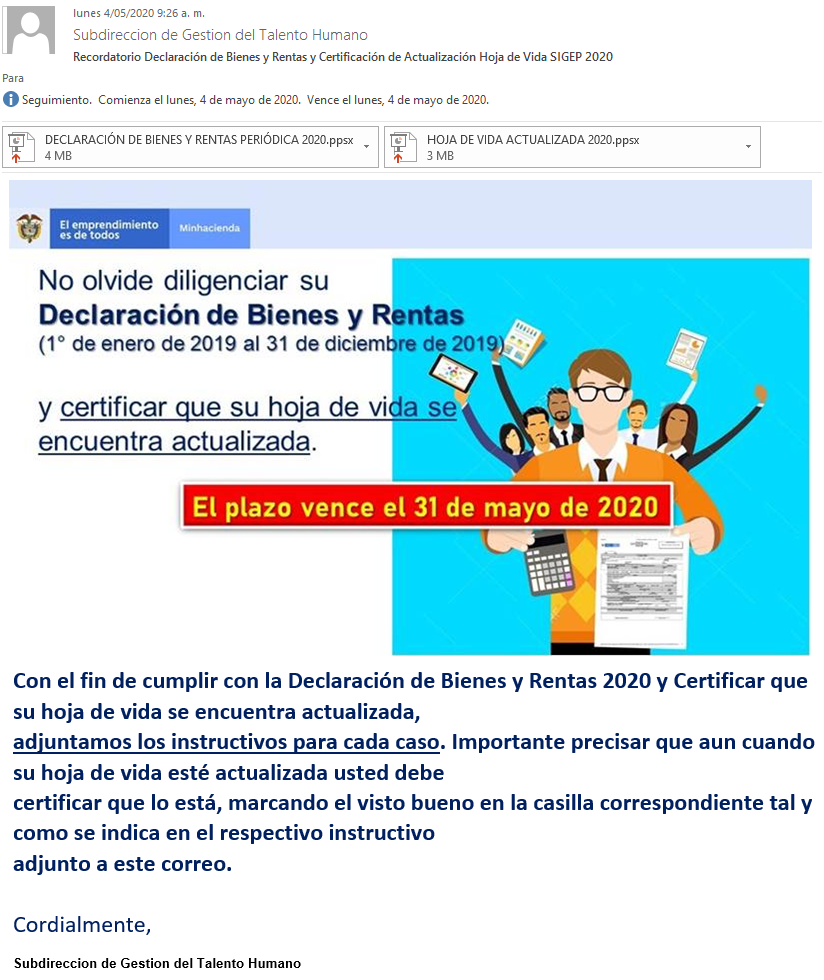 lunes 4/05/2020 9:26 a. m.
Subdireccion de Gestion del Talento Humano
Recordatorio Declaración de Bienes y Rentas y Certificación de Actualización Hoja de Vida SIGEP 2020
Para
Seguimiento. Comienza el lunes, 4 de mayo de 2020. Vence el lunes, 4 de mayo de 2020.
DECLARACIÓN DE BIENES Y RENTAS PERIÓDICA 2020.ppsx
4 MB
HOJA DE VIDA ACTUALIZADA 2020.ppsx
3 MB
El emprendimiento
es de todos
Minhacienda
No olvide diligenciar su
Declaración de Bienes y Rentas
(1° de enero de 2019 al 31 de diciembre de 2019)
y certificar que su hoja de vida se
encuentra actualizada.
El plazo vence el 31 de mayo de 2020
Con el fin de cumplir con la Declaración de Bienes y Rentas 2020 y Certificar que
su hoja de vida se encuentra actualizada,
adjuntamos los instructivos para cada caso. Importante precisar que aun cuando
su hoja de vida esté actualizada usted debe
certificar que lo está, marcando el visto bueno en la casilla correspondiente tal y
como se indica en el respectivo instructivo
adjunto a este correo.
Cordialmente,
Subdireccion de Gestion del Talento Humano